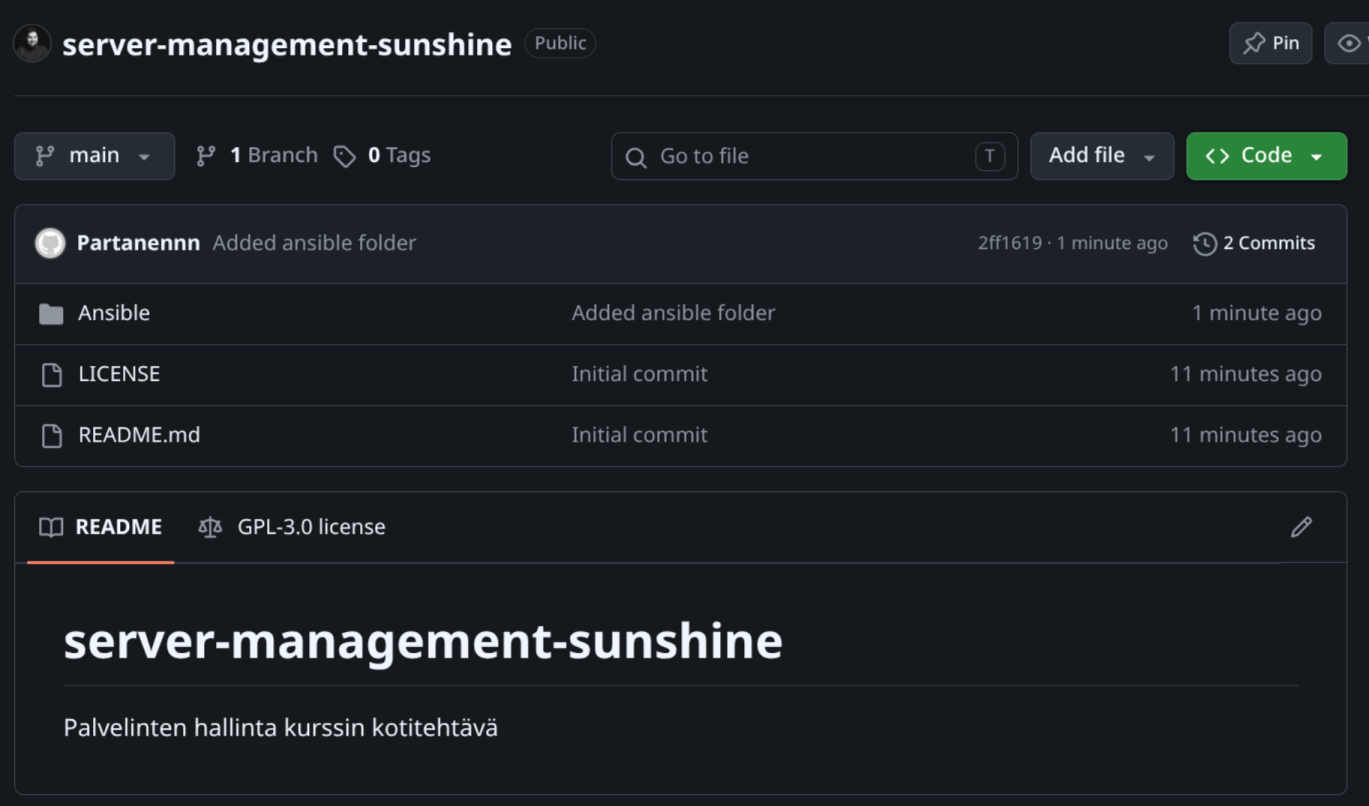 server-management-sunshine Public Pin
main 1 Branch 0 Tags Go to file T Add file Code
Partanennn Added ansible folder 2ff1619 · 1 minute ago 2 Commits
Ansible Added ansible folder 1 minute ago
LICENSE Initial commit 11 minutes ago
README.md Initial commit 11 minutes ago
README GPL-3.0 license
server-management-sunshine
Palvelinten hallinta kurssin kotitehtävä